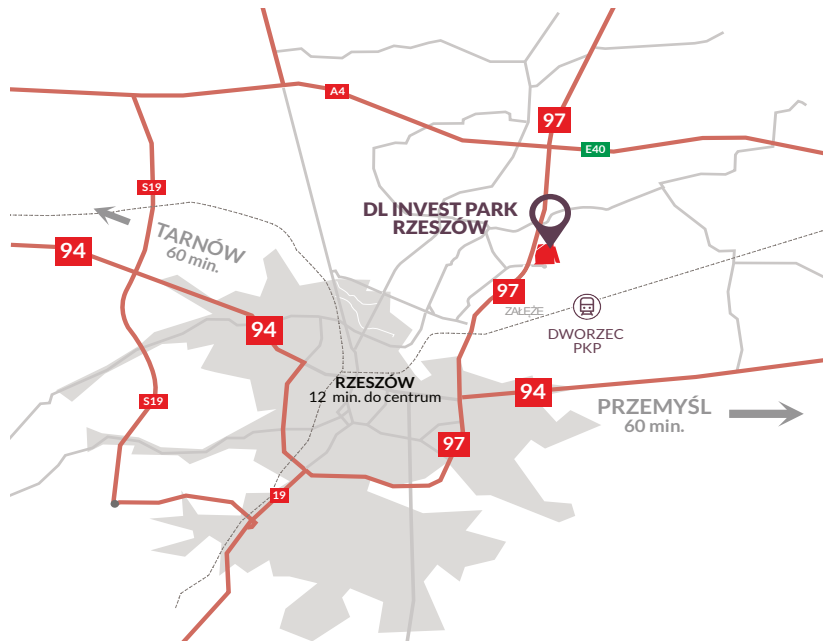 A4
97
E40
S19
DL INVEST PARK
RZESZÓW
TARNÓW
60 min.
94
97
ZAŁĘŻE
94
DWORZEC
PKP
RZESZÓW
12 min. do centrum
94
S19
PRZEMYŚL
60 min.
97
19